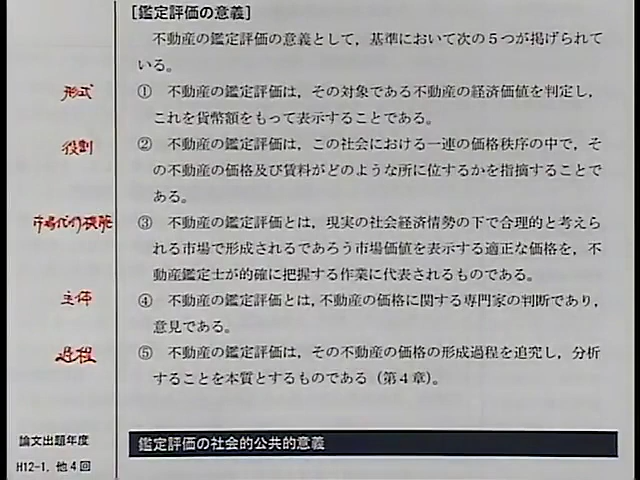 [鑑定評価の意義]
不動産の鑑定評価の意義として，基準において次の５つが掲げられて
いる。
形式
① 不動産の鑑定評価は，その対象である不動産の経済価値を判定し，
これを貨幣額をもって表示することである。
役割
② 不動産の鑑定評価は，この社会における一連の価格秩序の中で，そ
の不動産の価格及び賃料がどのような所に位するかを指摘することで
ある。
市場代行機能
③ 不動産の鑑定評価とは，現実の社会経済情勢の下で合理的と考えら
れる市場で形成されるであろう市場価値を表示する適正な価格を，不
動産鑑定士が的確に把握する作業に代表されるものである。
主体
④ 不動産の鑑定評価とは，不動産の価格に関する専門家の判断であり，
意見である。
過程
⑤ 不動産の鑑定評価は，その不動産の価格の形成過程を追究し，分析
することを本質とするものである（第４章）。
論文出題年度
鑑定評価の社会的公共的意義
H12-1，他４回